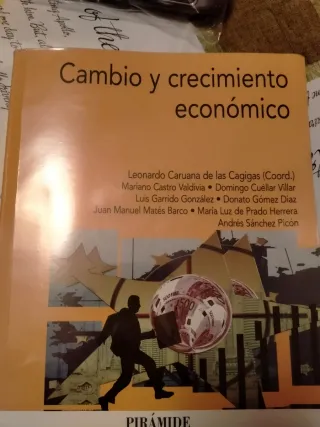 Cambio y crecimiento
económico
Leonardo Caruana de las Cagigas (Coord.)
Mariano Castro Valdivia • Domingo Cuéllar Villar
Luis Garrido González • Donato Gómez Díaz
Juan Manuel Matés Barco • María Luz de Prado Herrera
Andrés Sánchez Picón
PIRÁMIDE